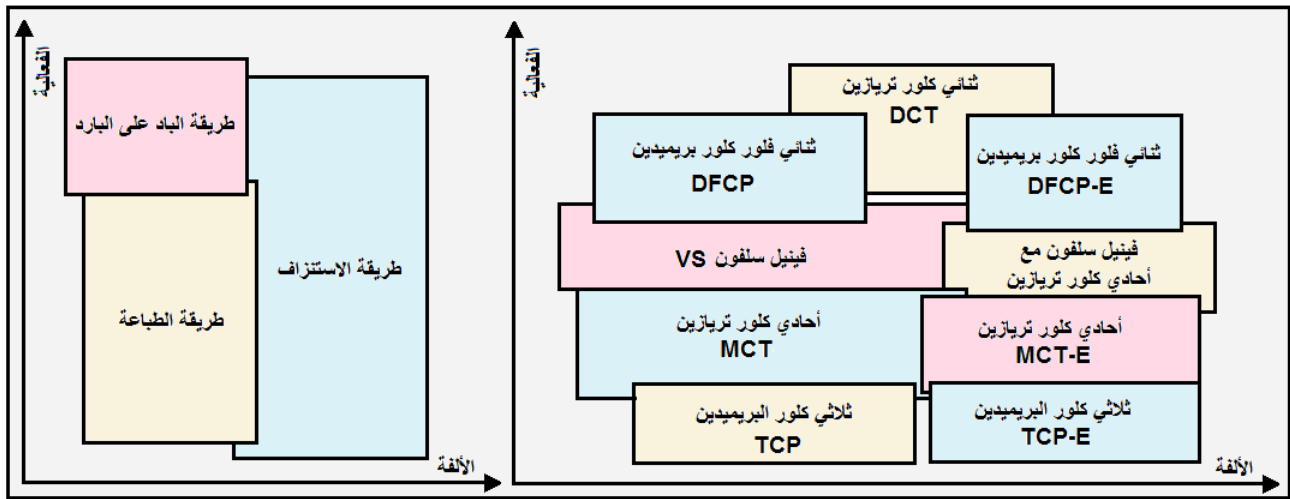 الفعالية
طريقة الباد على البارد
طريقة الاستنزاف
طريقة الطباعة
الألفة
الفعالية
ثنائي كلور تريازين
DCT
ثنائي فلور كلور بريميدين
DFCP
ثنائي فلور كلور بريميدين
DFCP-E
فينيل سلفون VS
فينيل سلفون مع
أحادي كلور تريازين
أحادي كلور تريازين
MCT
أحادي كلور تريازين
MCT-E
ثلاثي كلور البريميدين
TCP
ثلاثي كلور البريميدين
TCP-E
الألفة